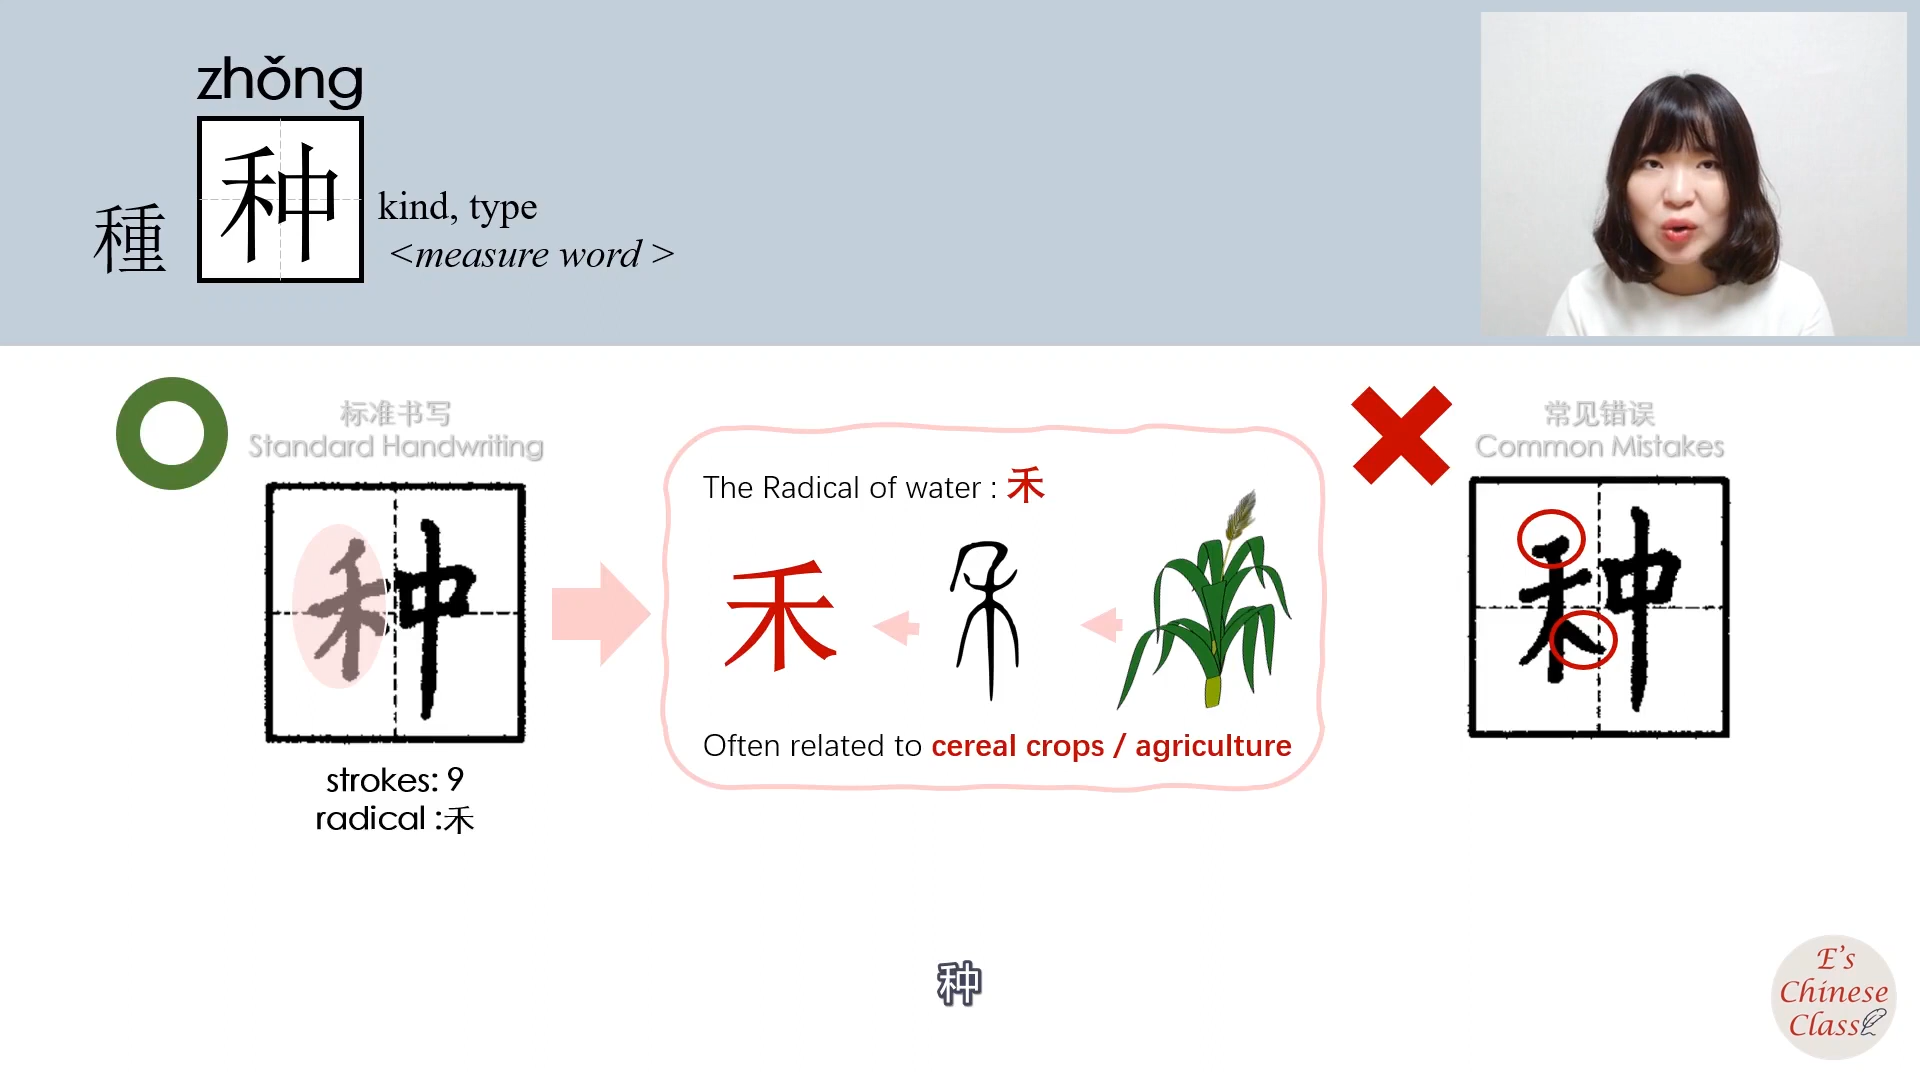 zhǒng
種
种
kind, type
<measure word >
标准书写
Standard Handwriting
种
strokes: 9
radical :禾
The Radical of water : 禾
禾
Often related to cereal crops / agriculture
常见错误
Common Mistakes
种
种
E's
Chinese
Class